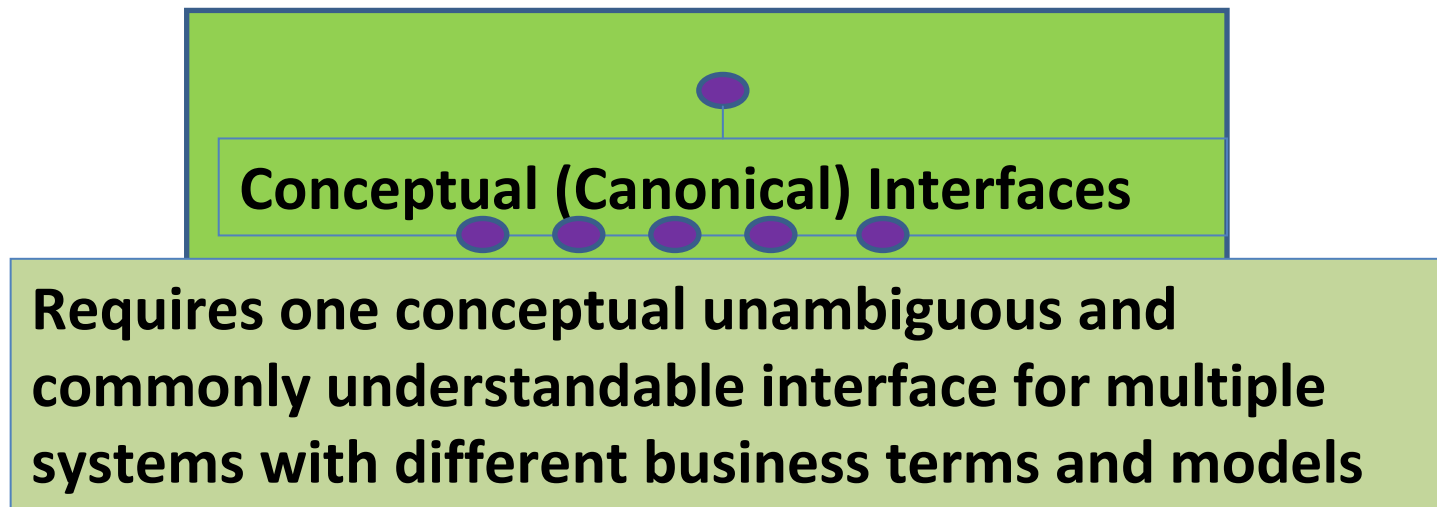 Conceptual (Canonical) Interfaces
Requires one conceptual unambiguous and
commonly understandable interface for multiple
systems with different business terms and models